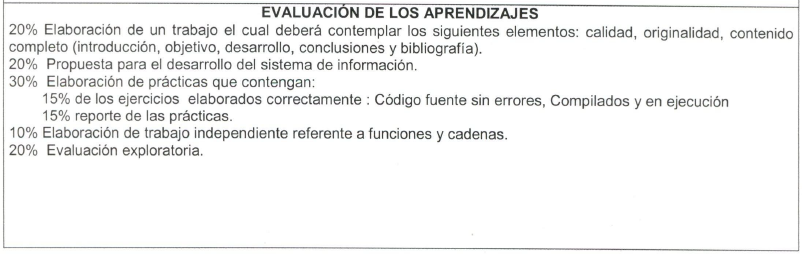 EVALUACIÓN DE LOS APRENDIZAJES
20% Elaboración de un trabajo el cual deberá contemplar los siguientes elementos: calidad, originalidad, contenido
completo (introducción, objetivo, desarrollo, conclusiones y bibliografía).
20% Propuesta para el desarrollo del sistema de información.
30% Elaboración de prácticas que contengan:
15% de los ejercicios elaborados correctamente : Código fuente sin errores, Compilados y en ejecución
15% reporte de las prácticas.
10% Elaboración de trabajo independiente referente a funciones y cadenas.
20% Evaluación exploratoria.